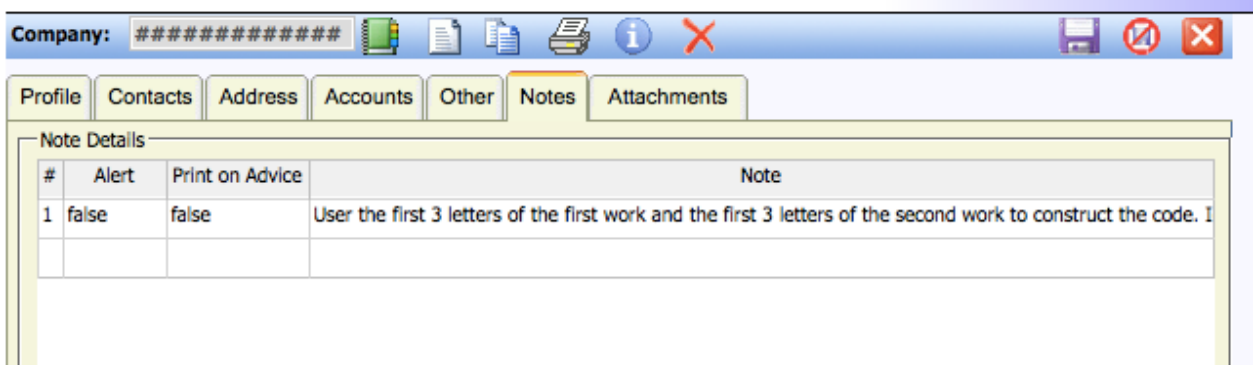 Company: #############
Profile Contacts Address Accounts Other Notes Attachments
Note Details
# Alert Print on Advice Note
1 false false User the first 3 letters of the first work and the first 3 letters of the second work to construct the code. I